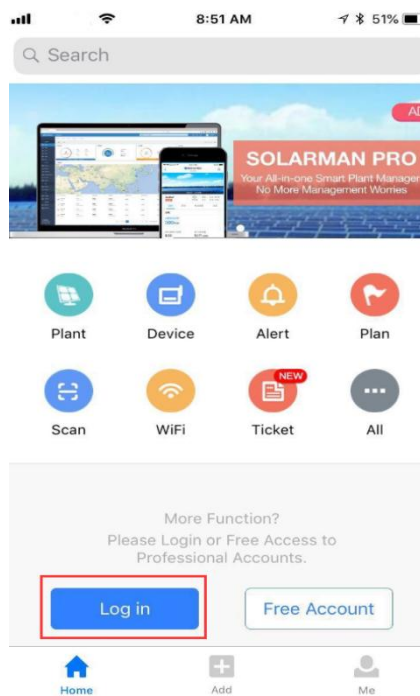 8:51 AM
51%
Search
AD
SOLARMAN PRO
Your All-in-one Smart Plant Manager
No More Management Worries
Plant
Device
Alert
Plan
NEW
Scan
WiFi
Ticket
All
More Function?
Please Login or Free Access to
Professional Accounts.
Log in
Free Account
Home
Add
Me